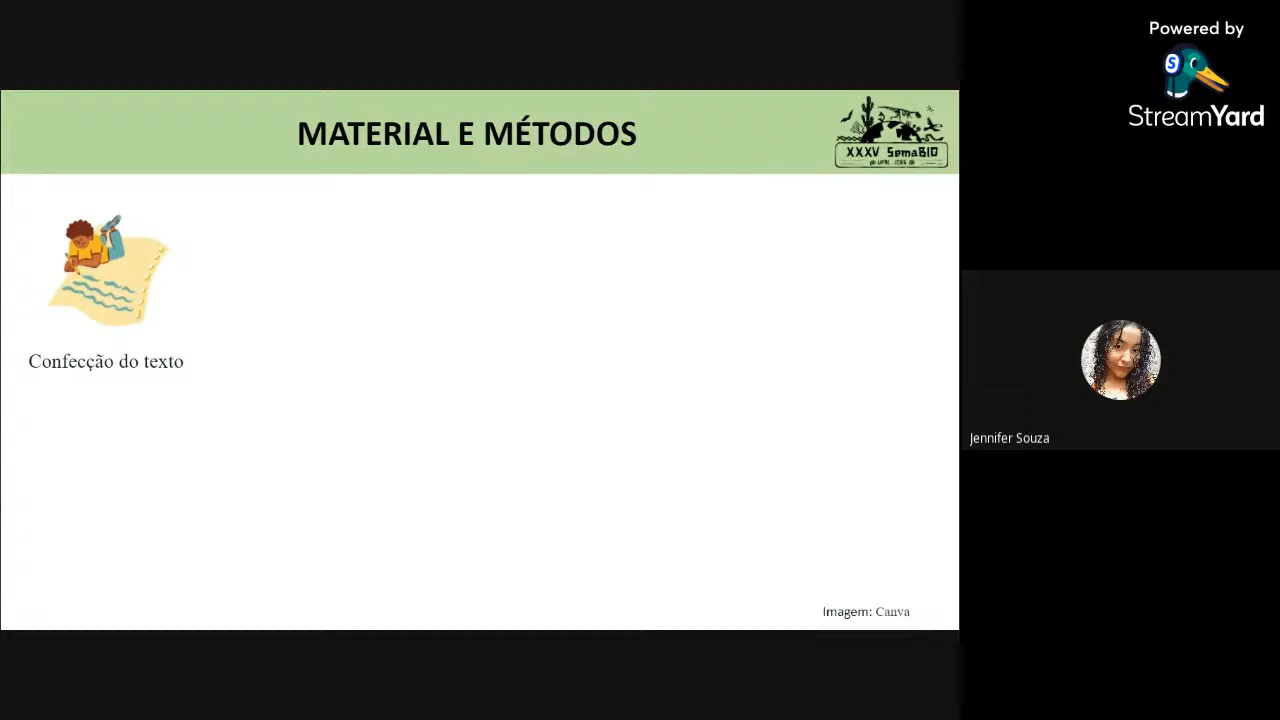 Powered by
StreamYard
MATERIAL E MÉTODOS
XXXV SemaBIO
Confecção do texto
Jennifer Souza
Imagem: Canva